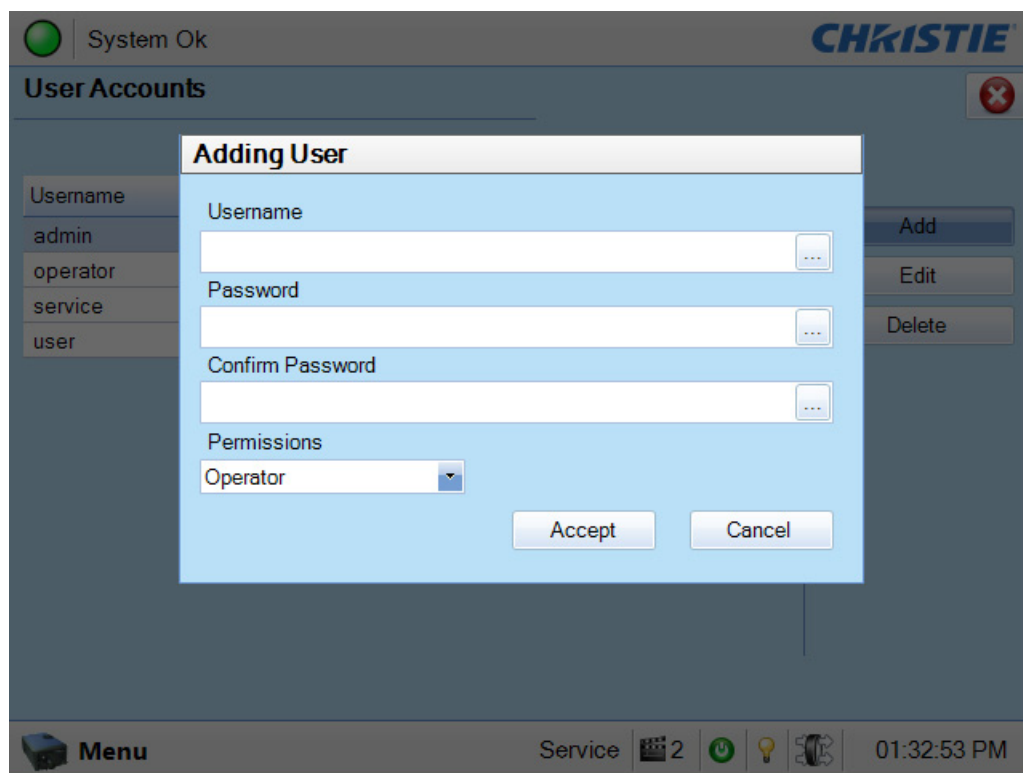 System Ok
CHRISTIE
User Accounts
Adding User
Username
Username
...
admin
Add
operator
Password
Edit
...
service
Delete
user
Confirm Password
...
Permissions
Operator
Accept
Cancel
Menu
Service
2
01:32:53 PM